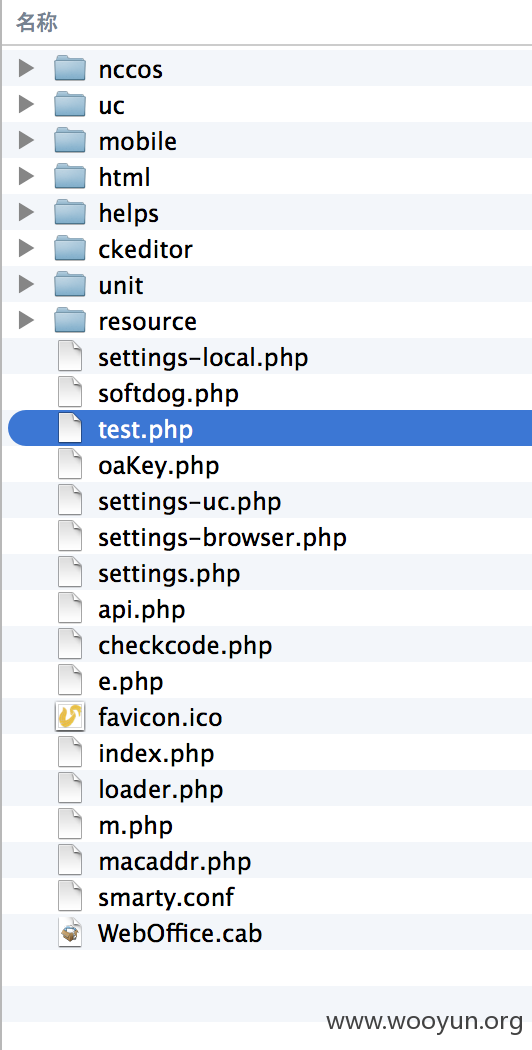 名称
nccos
uc
mobile
html
helps
ckeditor
unit
resource
settings-local.php
softdog.php
test.php
oaKey.php
settings-uc.php
settings-browser.php
settings.php
api.php
checkcode.php
e.php
favicon.ico
index.php
loader.php
m.php
macaddr.php
smarty.conf
WebOffice.cab
www.wooyun.org